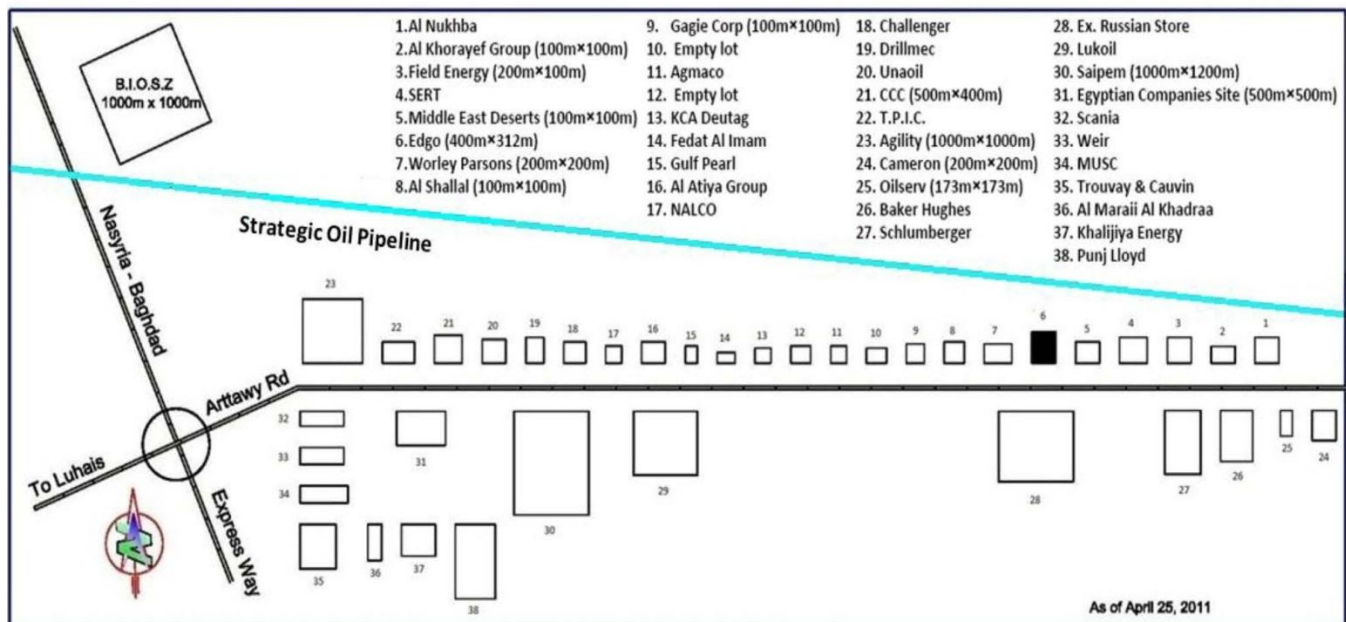 1.Al Nukhba
2.Al Khorayef Group (100m×100m)
3.Field Energy (200m×100m)
4.SERT
5.Middle East Deserts (100m×100m)
6.Edgo (400m×312m)
7.Worley Parsons (200m×200m)
8.Al Shallal (100m×100m)
9. Gagie Corp (100m×100m)
10. Empty lot
11. Agmaco
12. Empty lot
13. KCA Deutag
14. Fedat Al Imam
15. Gulf Pearl
16. Al Atiya Group
17. NALCO
18. Challenger
19. Drillmec
20. Unaoil
21. CCC (500m×400m)
22. T.P.I.C.
23. Agility (1000m×1000m)
24. Cameron (200m×200m)
25. Oilserv (173m×173m)
26. Baker Hughes
27. Schlumberger
28. Ex. Russian Store
29. Lukoil
30. Saipem (1000m×1200m)
31. Egyptian Companies Site (500m×500m)
32. Scania
33. Weir
34. MUSC
35. Trouvay & Cauvin
36. Al Maraii Al Khadraa
37. Khalijiya Energy
38. Punj Lloyd
B.I.O.S.Z
1000m x 1000m
Strategic Oil Pipeline
Nasyria - Baghdad
Express Way
Arttawy Rd
To Luhais
23
22
21
20
19
18
17
16
15
14
13
12
11
10
9
8
7
6
5
4
3
2
1
32
33
34
31
30
29
28
27
26
25
24
35
36
37
38
As of April 25, 2011